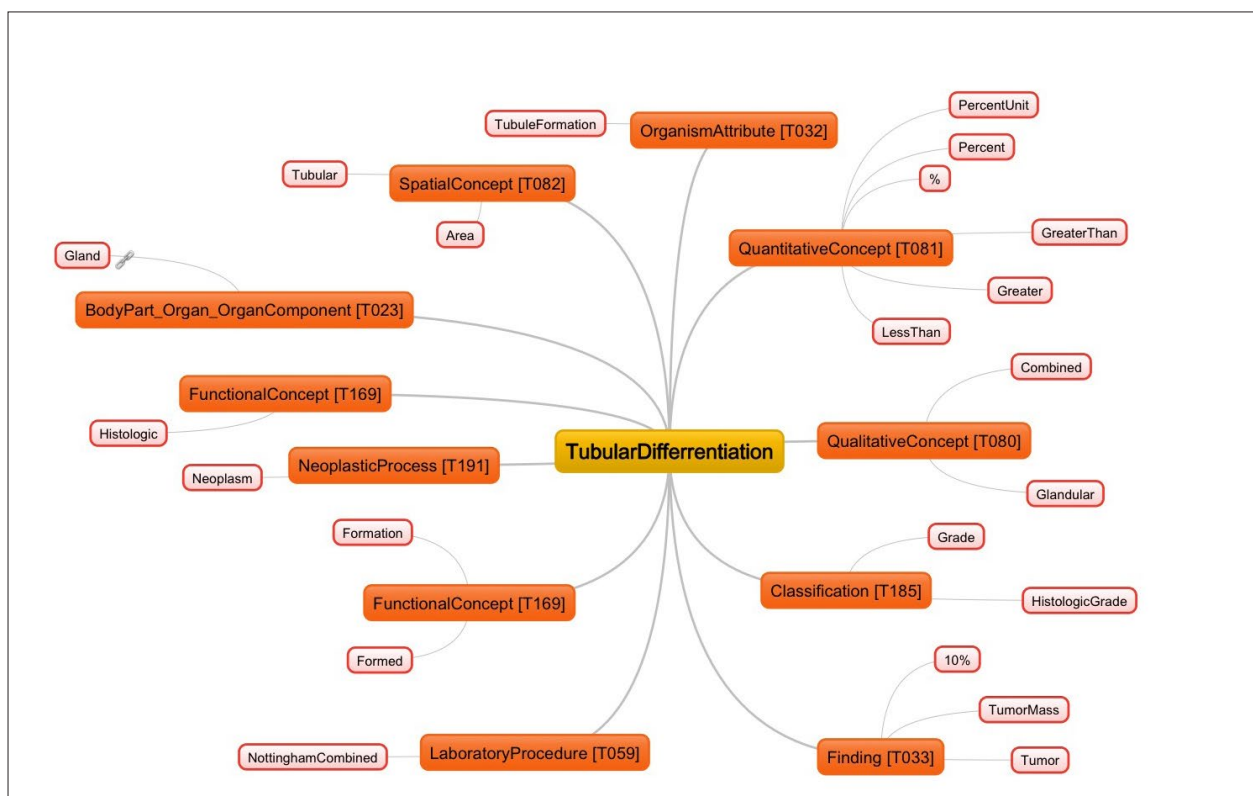 PercentUnit
TubuleFormation
OrganismAttribute [T032]
Percent
Tubular
SpatialConcept [T082]
%
Area
GreaterThan
Gland
QuantitativeConcept [T081]
Greater
BodyPart_Organ_OrganComponent [T023]
LessThan
Combined
FunctionalConcept [T169]
Histologic
TubularDifferrentiation
QualitativeConcept [T080]
NeoplasticProcess [T191]
Neoplasm
Glandular
Formation
Grade
FunctionalConcept [T169]
Classification [T185]
HistologicGrade
Formed
10%
TumorMass
NottinghamCombined
LaboratoryProcedure [T059]
Finding [T033]
Tumor